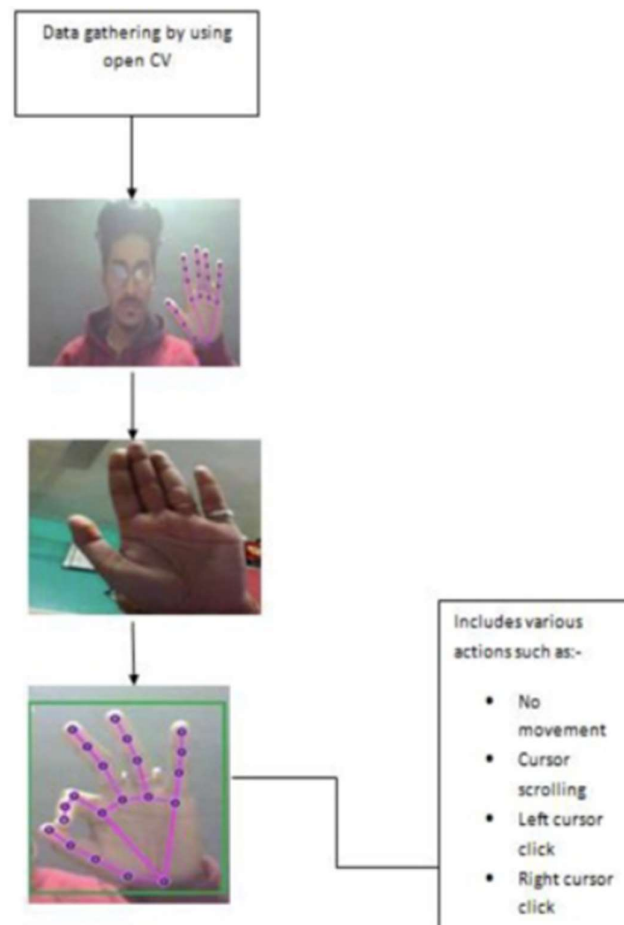 Data gathering by using
open CV
Includes various
actions such as:-
• No
movement
• Cursor
scrolling
• Left cursor
click
• Right cursor
click